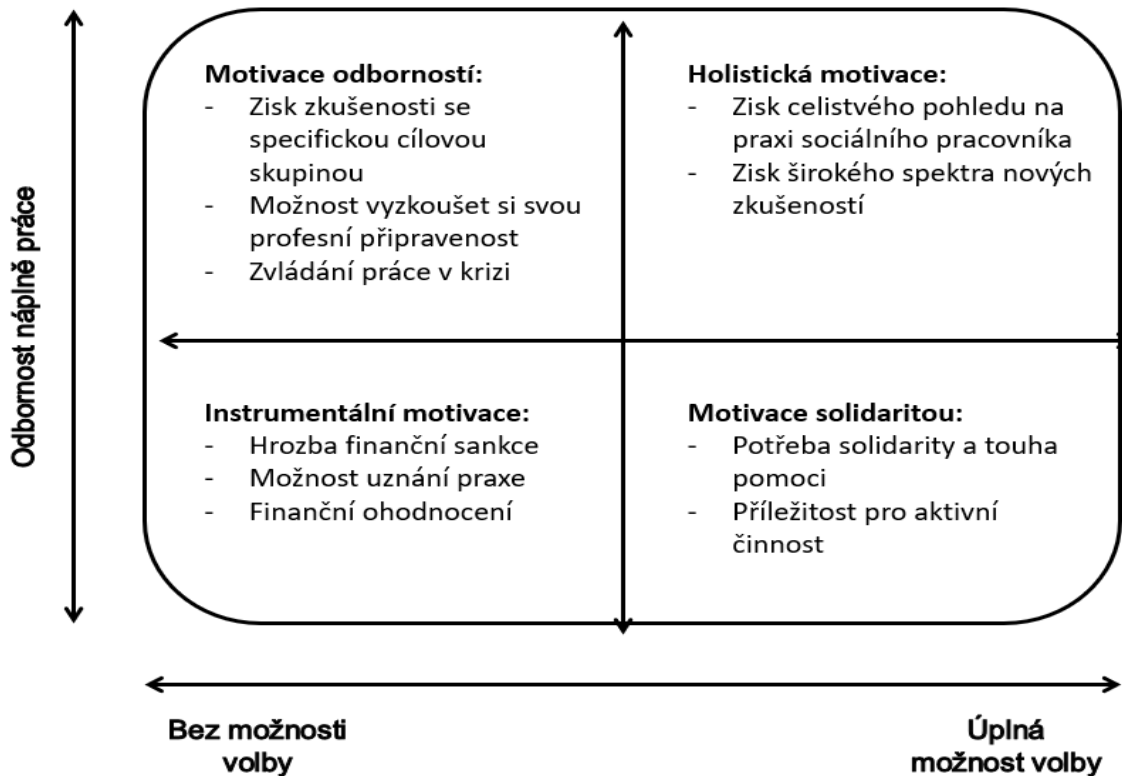 Odbornost náplně práce
Motivace odborností:
- Zisk zkušenosti se
specifickou cílovou
skupinou
- Možnost vyzkoušet si svou
profesní připravenost
- Zvládání práce v krizi
Holistická motivace:
- Zisk celistvého pohledu na
praxi sociálního pracovníka
- Zisk širokého spektra nových
zkušeností
Instrumentální motivace:
- Hrozba finanční sankce
- Možnost uznání praxe
- Finanční ohodnocení
Motivace solidaritou:
- Potřeba solidarity a touha
pomoci
- Příležitost pro aktivní
činnost
Bez možnosti
volby
Úplná
možnost volby